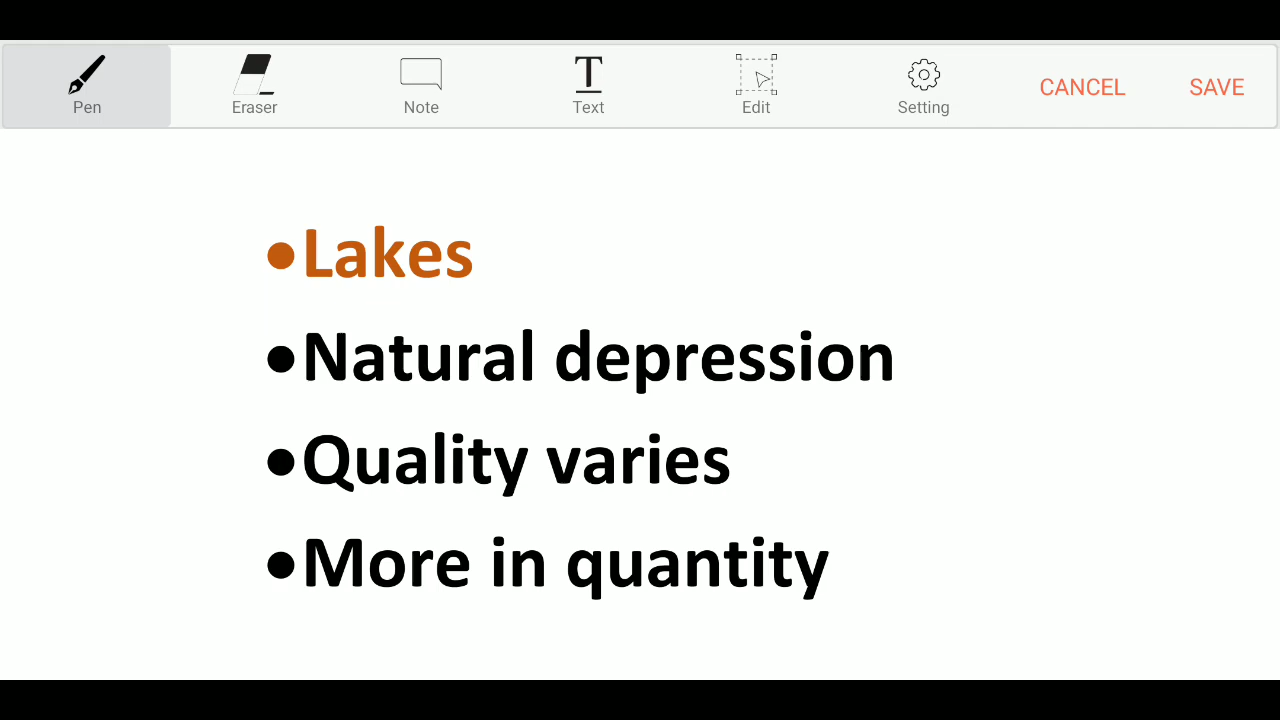 Pen Eraser Note Text Edit Setting CANCEL SAVE
•Lakes
•Natural depression
•Quality varies
•More in quantity